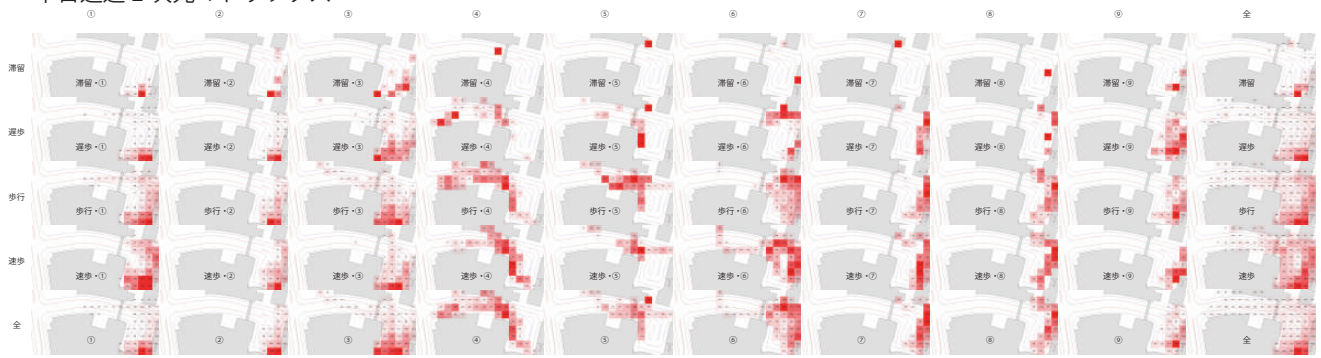 ① ② ③ ④ ⑤ ⑥ ⑦ ⑧ ⑨ 全
滞留 滞留・① 滞留・② 滞留・③ 滞留・④ 滞留・⑤ 滞留・⑥ 滞留・⑦ 滞留・⑧ 滞留・⑨ 滞留
遅歩 遅歩・① 遅歩・② 遅歩・③ 遅歩・④ 遅歩・⑤ 遅歩・⑥ 遅歩・⑦ 遅歩・⑧ 遅歩・⑨ 遅歩
歩行 歩行・① 歩行・② 歩行・③ 歩行・④ 歩行・⑤ 歩行・⑥ 歩行・⑦ 歩行・⑧ 歩行・⑨ 歩行
速歩 速歩・① 速歩・② 速歩・③ 速歩・④ 速歩・⑤ 速歩・⑥ 速歩・⑦ 速歩・⑧ 速歩・⑨ 速歩
全 ① ② ③ ④ ⑤ ⑥ ⑦ ⑧ ⑨ 全